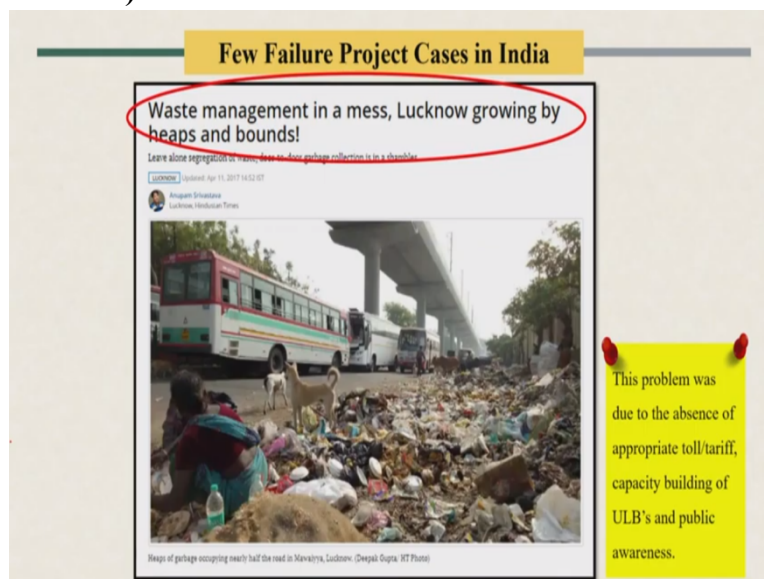 Few Failure Project Cases in India
Waste management in a mess, Lucknow growing by
heaps and bounds!
Leave alone segregation of waste, door-to-door garbage collection is in a shambles
LUCKNOW Updated: Apr 11, 2017 14:52 IST
Anupam Srivastava
Lucknow, Hindustan Times
This problem was
due to the absence of
appropriate toll/tariff,
capacity building of
ULB's and public
awareness.
Heaps of garbage occupying nearly half the road in Mawaiyya, Lucknow. (Deepak Gupta/ HT Photo)